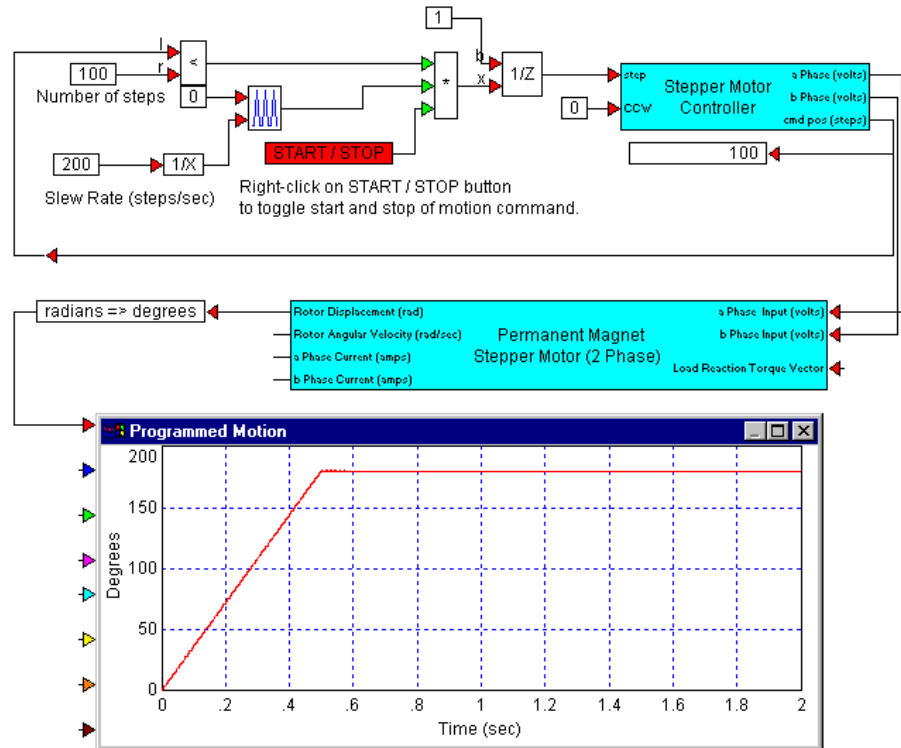 1
l
r
<
b
x
*
1/Z
100
Number of steps
0
200
1/X
Slew Rate (steps/sec)
START / STOP
Right-click on START / STOP button
to toggle start and stop of motion command.
step
0
CCW
Stepper Motor
Controller
a Phase (volts)
b Phase (volts)
cmd pos (steps)
100
radians => degrees
Rotor Displacement (rad)
Rotor Angular Velocity (rad/sec)
a Phase Current (amps)
b Phase Current (amps)
Permanent Magnet
Stepper Motor (2 Phase)
a Phase Input (volts)
b Phase Input (volts)
Load Reaction Torque Vector
Programmed Motion
200
150
100
50
0
Degrees
0 .2 .4 .6 .8 1 1.2 1.4 1.6 1.8 2
Time (sec)